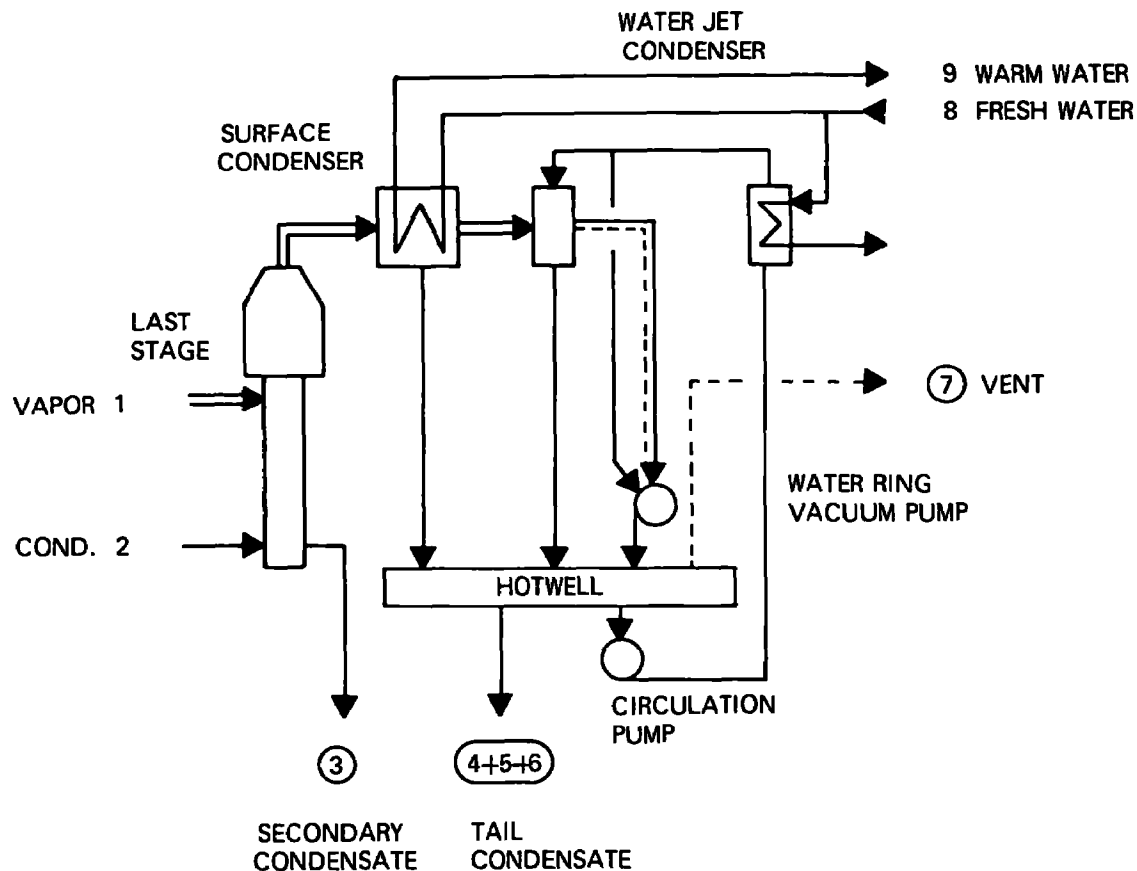 WATER JET
CONDENSER
9 WARM WATER
8 FRESH WATER
SURFACE
CONDENSER
LAST
STAGE
VAPOR 1
7 VENT
WATER RING
VACUUM PUMP
COND. 2
HOTWELL
CIRCULATION
PUMP
3
4+5+6
SECONDARY
CONDENSATE
TAIL
CONDENSATE